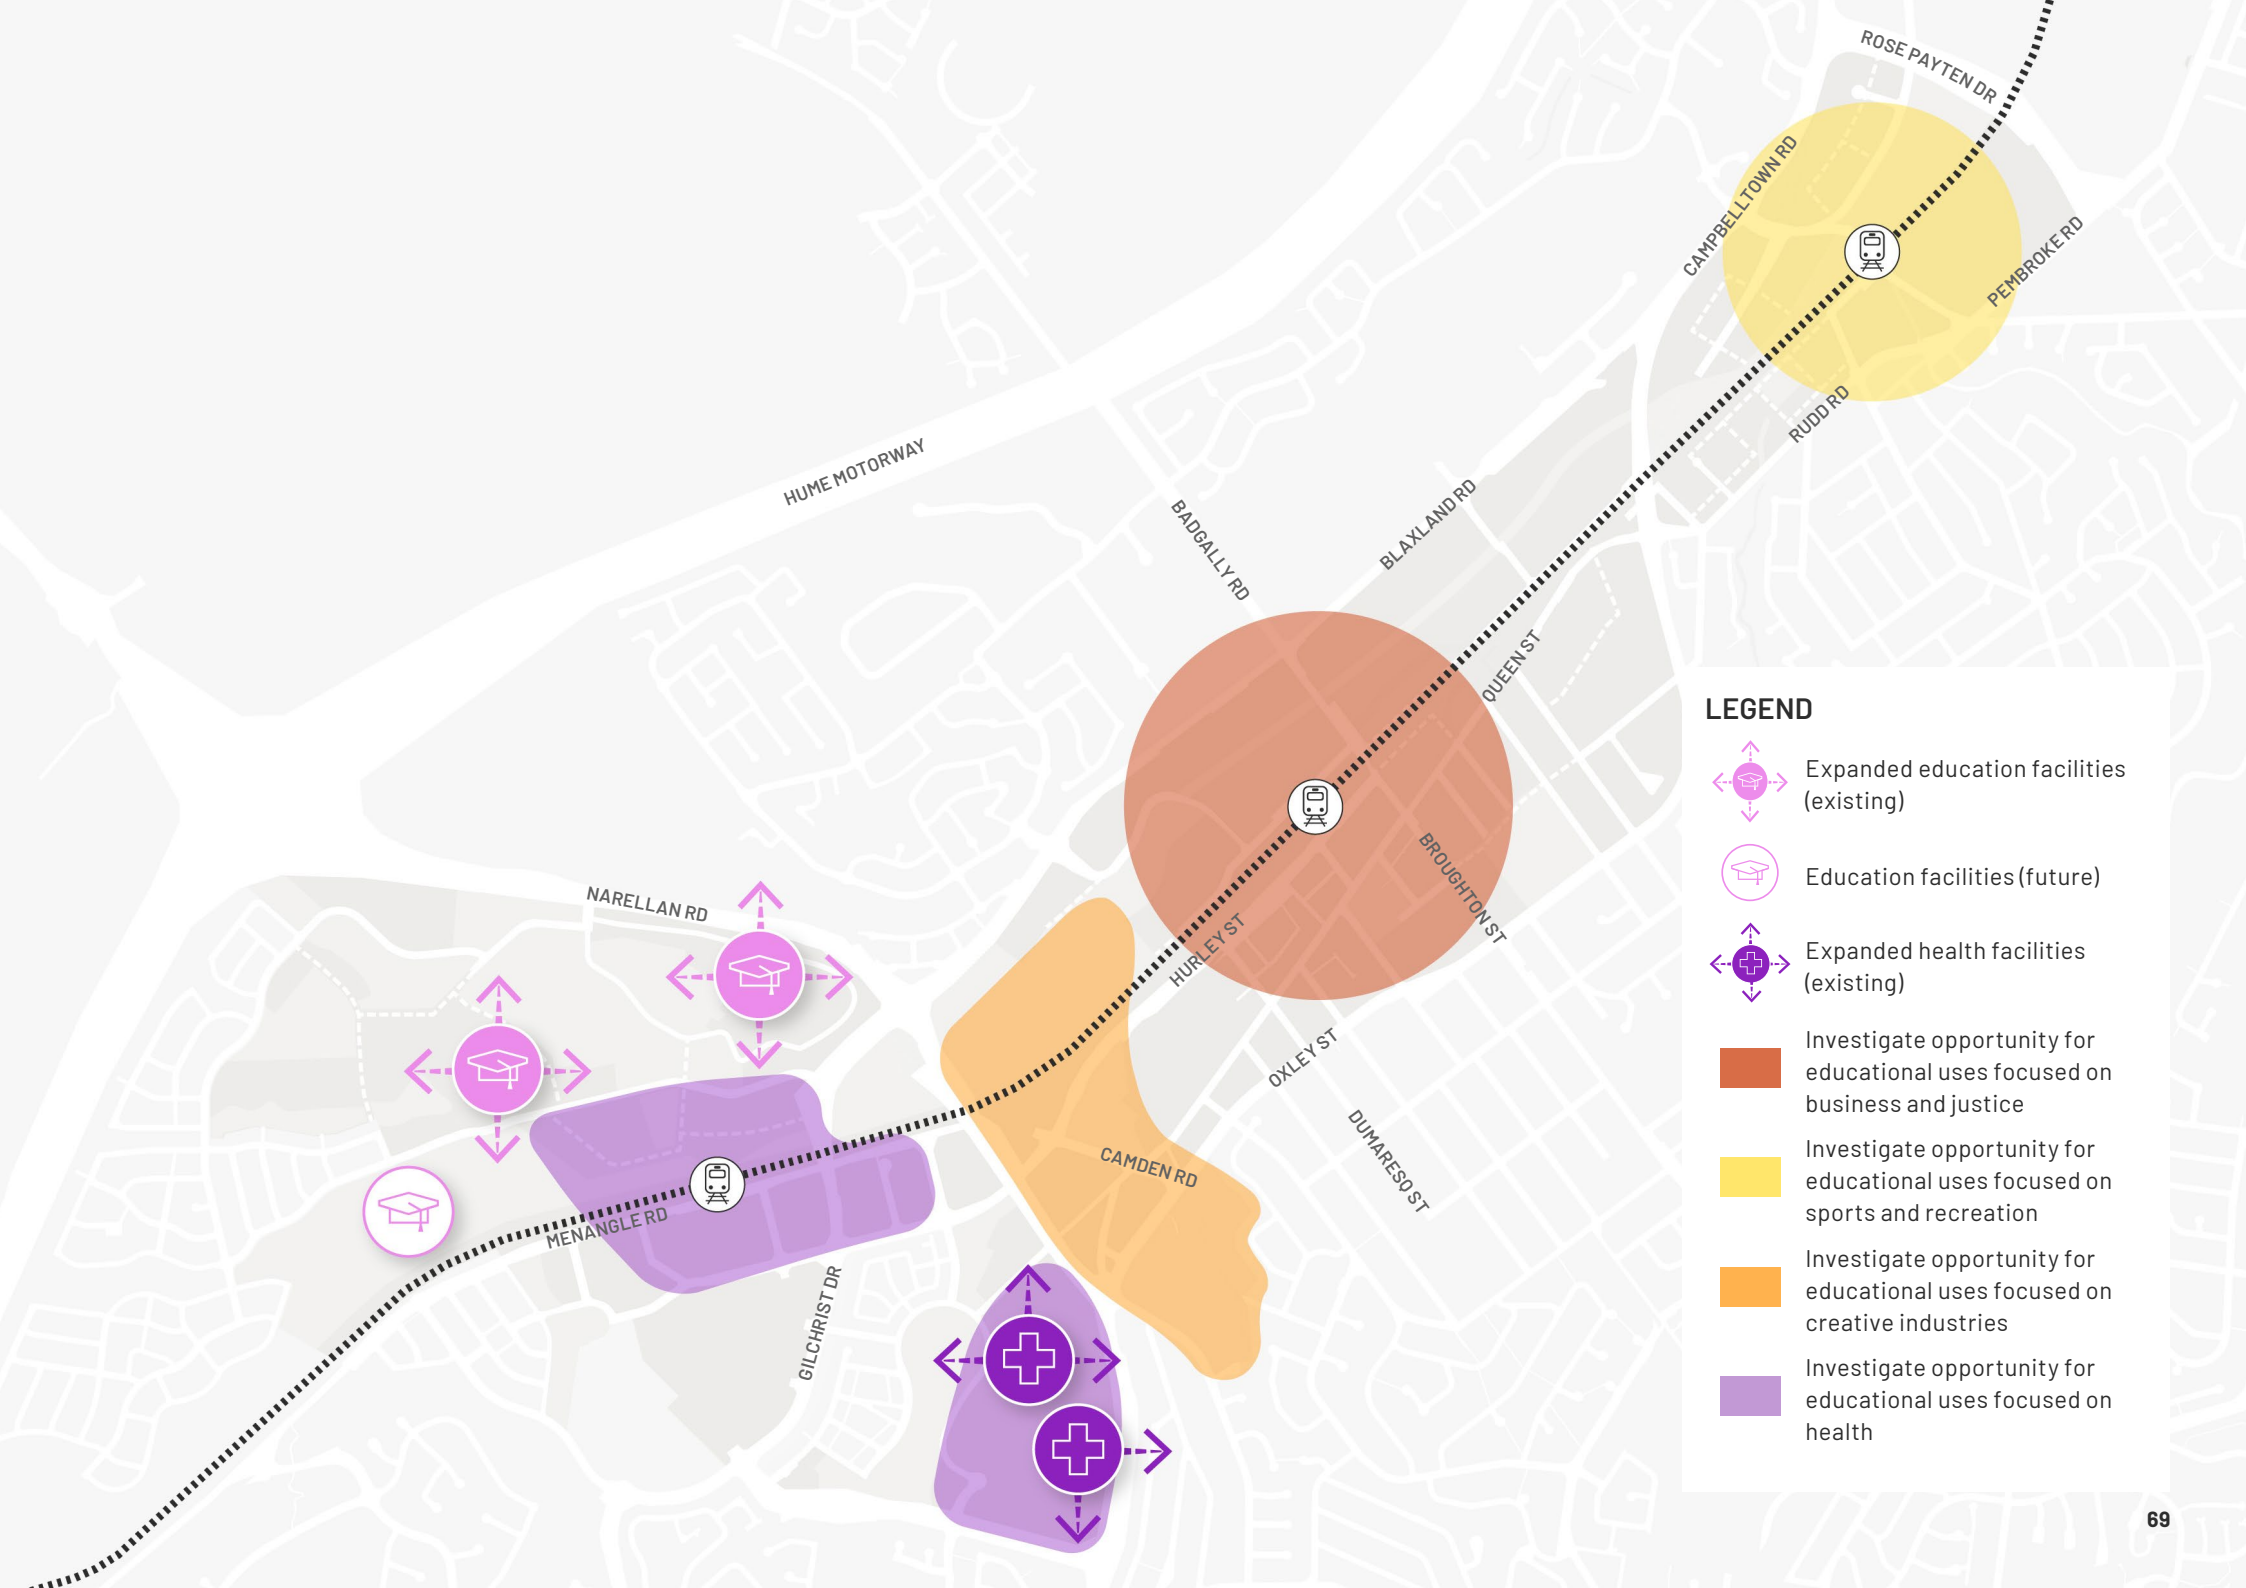 ROSE PAYTEN DR
CAMPBELLTOWN RD
PEMBROKE RD
RUDD RD
HUME MOTORWAY
BLAXLAND RD
BADGALLY RD
QUEEN ST
BROUGHTON ST
NARELLAN RD
HURLEY ST
OXLEY ST
DUMARESQ ST
CAMDEN RD
MENANGLE RD
GILCHRIST DR
LEGEND
Expanded education facilities
(existing)
Education facilities (future)
Expanded health facilities
(existing)
Investigate opportunity for
educational uses focused on
business and justice
Investigate opportunity for
educational uses focused on
sports and recreation
Investigate opportunity for
educational uses focused on
creative industries
Investigate opportunity for
educational uses focused on
health
69